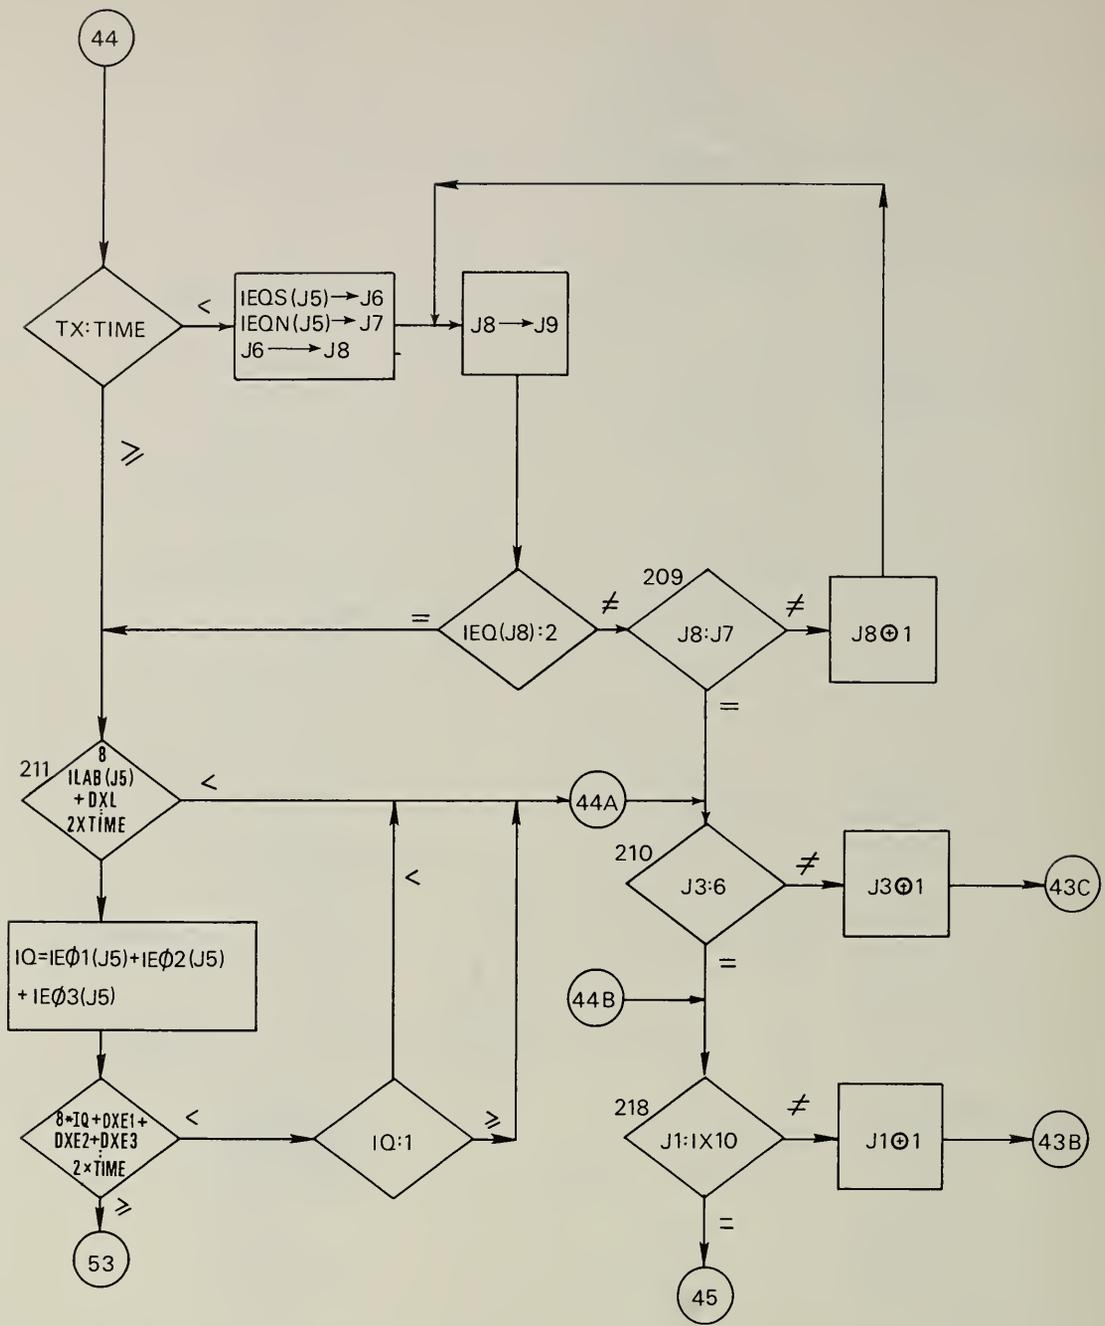 44
TX:TIME
<
IEQS(J5)→J6
IEQN(J5)→J7
J6→J8
J8→J9
≥
IEQ(J8):2
=
≠
209
J8:J7
≠
J8⊕1
=
211
8
ILAB(J5)
+DXL
:
2XTIME
<
44A
210
J3:6
≠
J3⊕1
43C
=
IQ=IEØ1(J5)+IEØ2(J5)
+IEØ3(J5)
<
44B
8*IQ+DXE1+
DXE2+DXE3
:
2×TIME
<
IQ:1
≥
218
J1:IX10
≠
J1⊕1
43B
≥
53
=
45